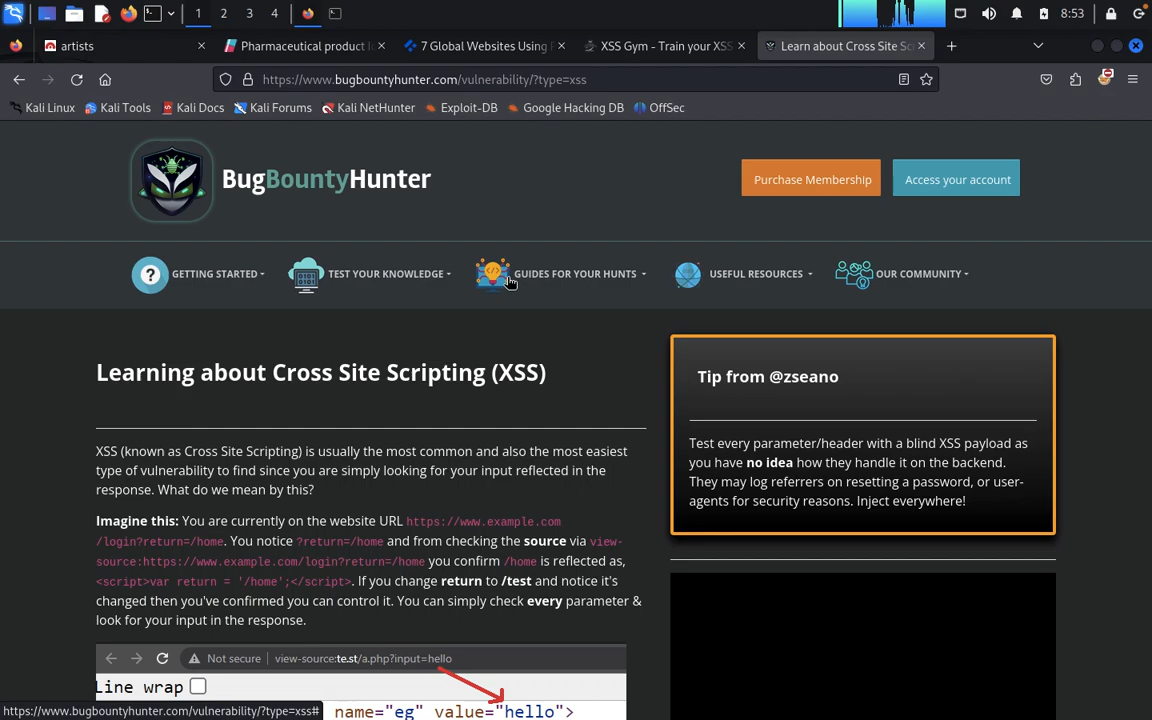 1 2 3 4 8:53
artists Pharmaceutical product i 7 Global Websites Using P XSS Gym - Train your XSS Learn about Cross Site Sc
https://www.bugbountyhunter.com/vulnerability/?type=xss
Kali Linux Kali Tools Kali Docs Kali Forums Kali NetHunter Exploit-DB Google Hacking DB OffSec
BugBountyHunter
Purchase Membership Access your account
GETTING STARTED TEST YOUR KNOWLEDGE GUIDES FOR YOUR HUNTS USEFUL RESOURCES OUR COMMUNITY
Learning about Cross Site Scripting (XSS)
XSS (known as Cross Site Scripting) is usually the most common and also the most easiest
type of vulnerability to find since you are simply looking for your input reflected in the
response. What do we mean by this?
Imagine this: You are currently on the website URL https://www.example.com
/login?return=/home. You notice ?return=/home and from checking the source via view-
source:https://www.example.com/login?return=/home you confirm /home is reflected as,
<script>var return = '/home';</script>. If you change return to /test and notice it's
changed then you've confirmed you can control it. You can simply check every parameter &
look for your input in the response.
Not secure view-source:te.st/a.php?input=hello
Line wrap
name="eg" value="hello">
Tip from @zseano
Test every parameter/header with a blind XSS payload as
you have no idea how they handle it on the backend.
They may log referrers on resetting a password, or user-
agents for security reasons. Inject everywhere!
https://www.bugbountyhunter.com/vulnerability/?type=xss#